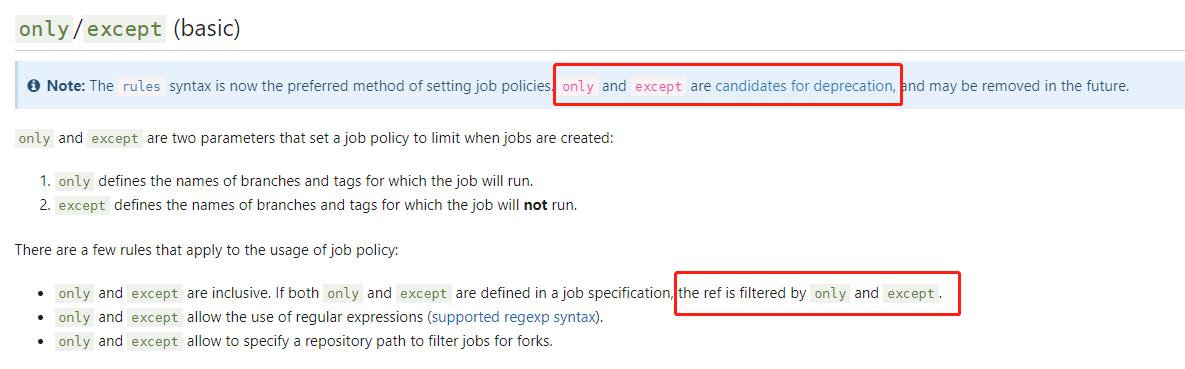 only/except (basic)
Note: The rules syntax is now the preferred method of setting job policies. only and except are candidates for deprecation, and may be removed in the future.
only and except are two parameters that set a job policy to limit when jobs are created:
1. only defines the names of branches and tags for which the job will run.
2. except defines the names of branches and tags for which the job will not run.
There are a few rules that apply to the usage of job policy:
• only and except are inclusive. If both only and except are defined in a job specification, the ref is filtered by only and except.
• only and except allow the use of regular expressions (supported regexp syntax).
• only and except allow to specify a repository path to filter jobs for forks.